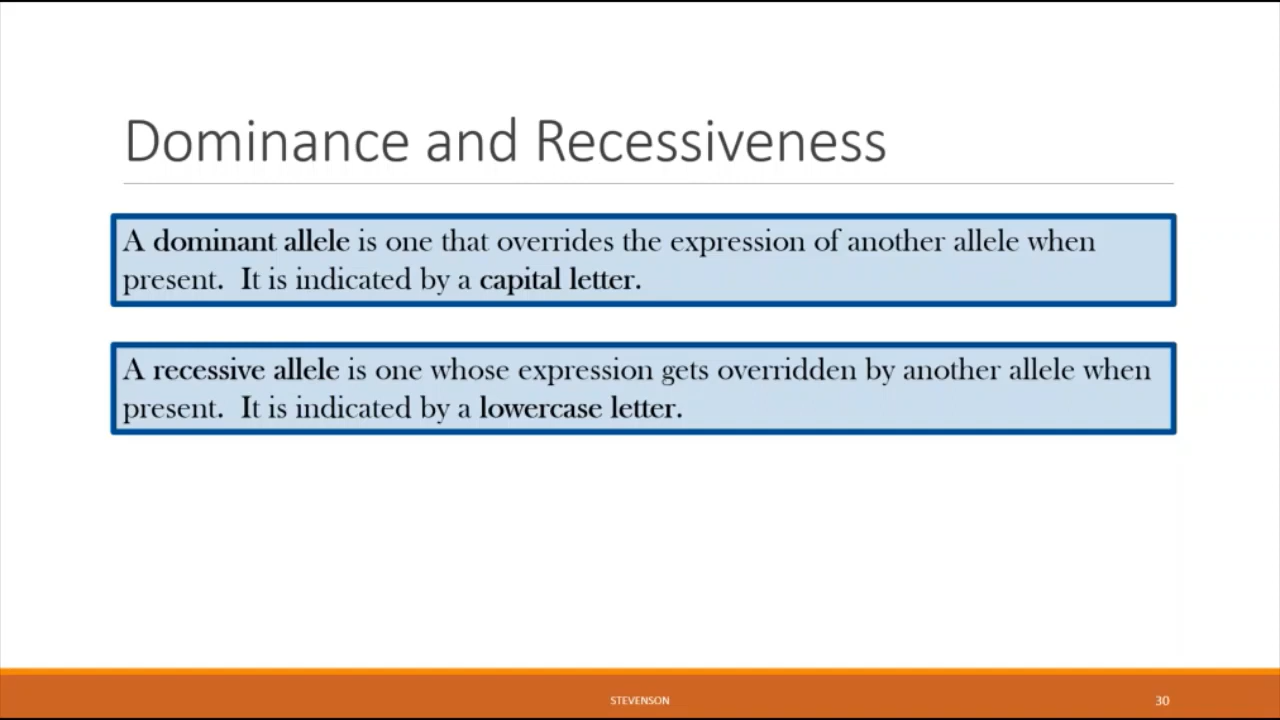 Dominance and Recessiveness
A dominant allele is one that overrides the expression of another allele when
present.  It is indicated by a capital letter.
A recessive allele is one whose expression gets overridden by another allele when
present.  It is indicated by a lowercase letter.
STEVENSON
30